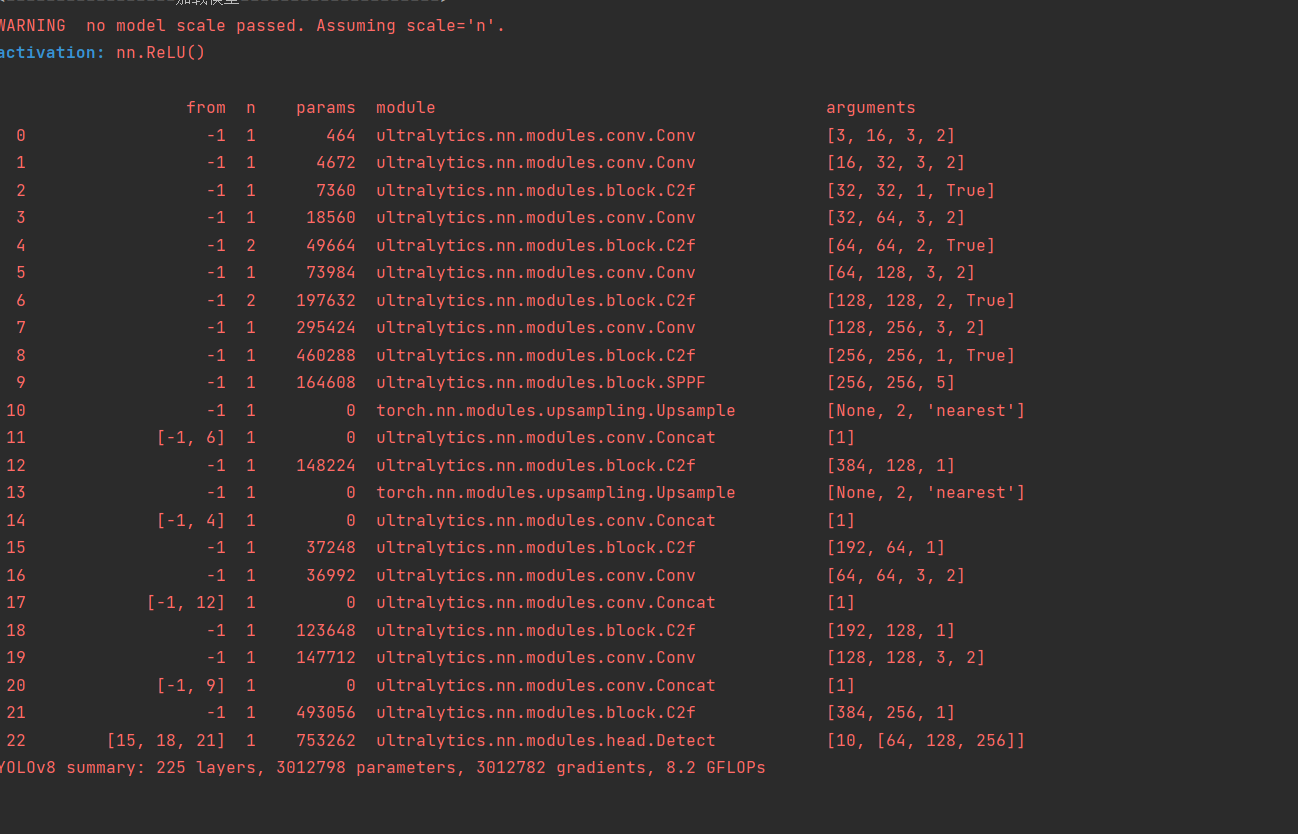 加载模型
WARNING  no model scale passed. Assuming scale='n'.
activation: nn.ReLU()
from  n    params  module                                       arguments
0                  -1  1       464  ultralytics.nn.modules.conv.Conv             [3, 16, 3, 2]
1                  -1  1      4672  ultralytics.nn.modules.conv.Conv             [16, 32, 3, 2]
2                  -1  1      7360  ultralytics.nn.modules.block.C2f             [32, 32, 1, True]
3                  -1  1     18560  ultralytics.nn.modules.conv.Conv             [32, 64, 3, 2]
4                  -1  2     49664  ultralytics.nn.modules.block.C2f             [64, 64, 2, True]
5                  -1  1     73984  ultralytics.nn.modules.conv.Conv             [64, 128, 3, 2]
6                  -1  2    197632  ultralytics.nn.modules.block.C2f             [128, 128, 2, True]
7                  -1  1    295424  ultralytics.nn.modules.conv.Conv             [128, 256, 3, 2]
8                  -1  1    460288  ultralytics.nn.modules.block.C2f             [256, 256, 1, True]
9                  -1  1    164608  ultralytics.nn.modules.block.SPPF            [256, 256, 5]
10                  -1  1         0  torch.nn.modules.upsampling.Upsample         [None, 2, 'nearest']
11             [-1, 6]  1         0  ultralytics.nn.modules.conv.Concat           [1]
12                  -1  1    148224  ultralytics.nn.modules.block.C2f             [384, 128, 1]
13                  -1  1         0  torch.nn.modules.upsampling.Upsample         [None, 2, 'nearest']
14             [-1, 4]  1         0  ultralytics.nn.modules.conv.Concat           [1]
15                  -1  1     37248  ultralytics.nn.modules.block.C2f             [192, 64, 1]
16                  -1  1     36992  ultralytics.nn.modules.conv.Conv             [64, 64, 3, 2]
17            [-1, 12]  1         0  ultralytics.nn.modules.conv.Concat           [1]
18                  -1  1    123648  ultralytics.nn.modules.block.C2f             [192, 128, 1]
19                  -1  1    147712  ultralytics.nn.modules.conv.Conv             [128, 128, 3, 2]
20             [-1, 9]  1         0  ultralytics.nn.modules.conv.Concat           [1]
21                  -1  1    493056  ultralytics.nn.modules.block.C2f             [384, 256, 1]
22        [15, 18, 21]  1    753262  ultralytics.nn.modules.head.Detect           [10, [64, 128, 256]]
YOLOv8 summary: 225 layers, 3012798 parameters, 3012782 gradients, 8.2 GFLOPs